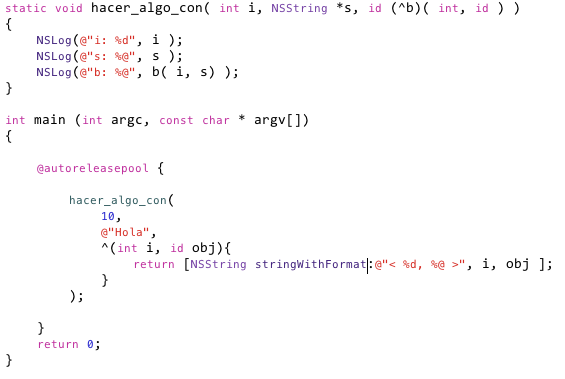 static void hacer_algo_con( int i, NSString *s, id (^b)( int, id ) )
{
    NSLog(@"i: %d", i );
    NSLog(@"s: %@", s );
    NSLog(@"b: %@", b( i, s) );
}

int main (int argc, const char * argv[])
{

    @autoreleasepool {

        hacer_algo_con(
            10,
            @"Hola",
            ^(int i, id obj){
                return [NSString stringWithFormat:@"< %d, %@ >", i, obj ];
            }
        );

    }
    return 0;
}